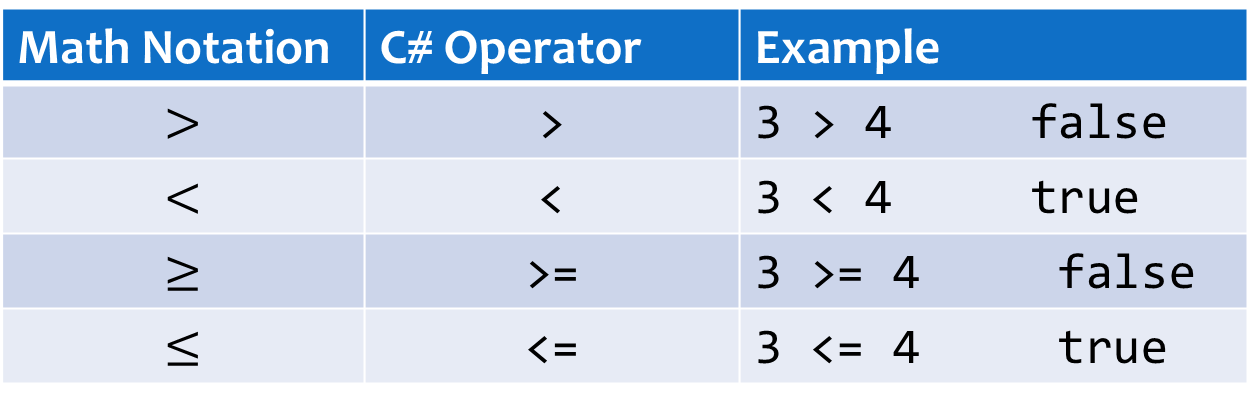 Math Notation C# Operator Example
> > 3 > 4 false
< < 3 < 4 true
≥ >= 3 >= 4 false
≤ <= 3 <= 4 true